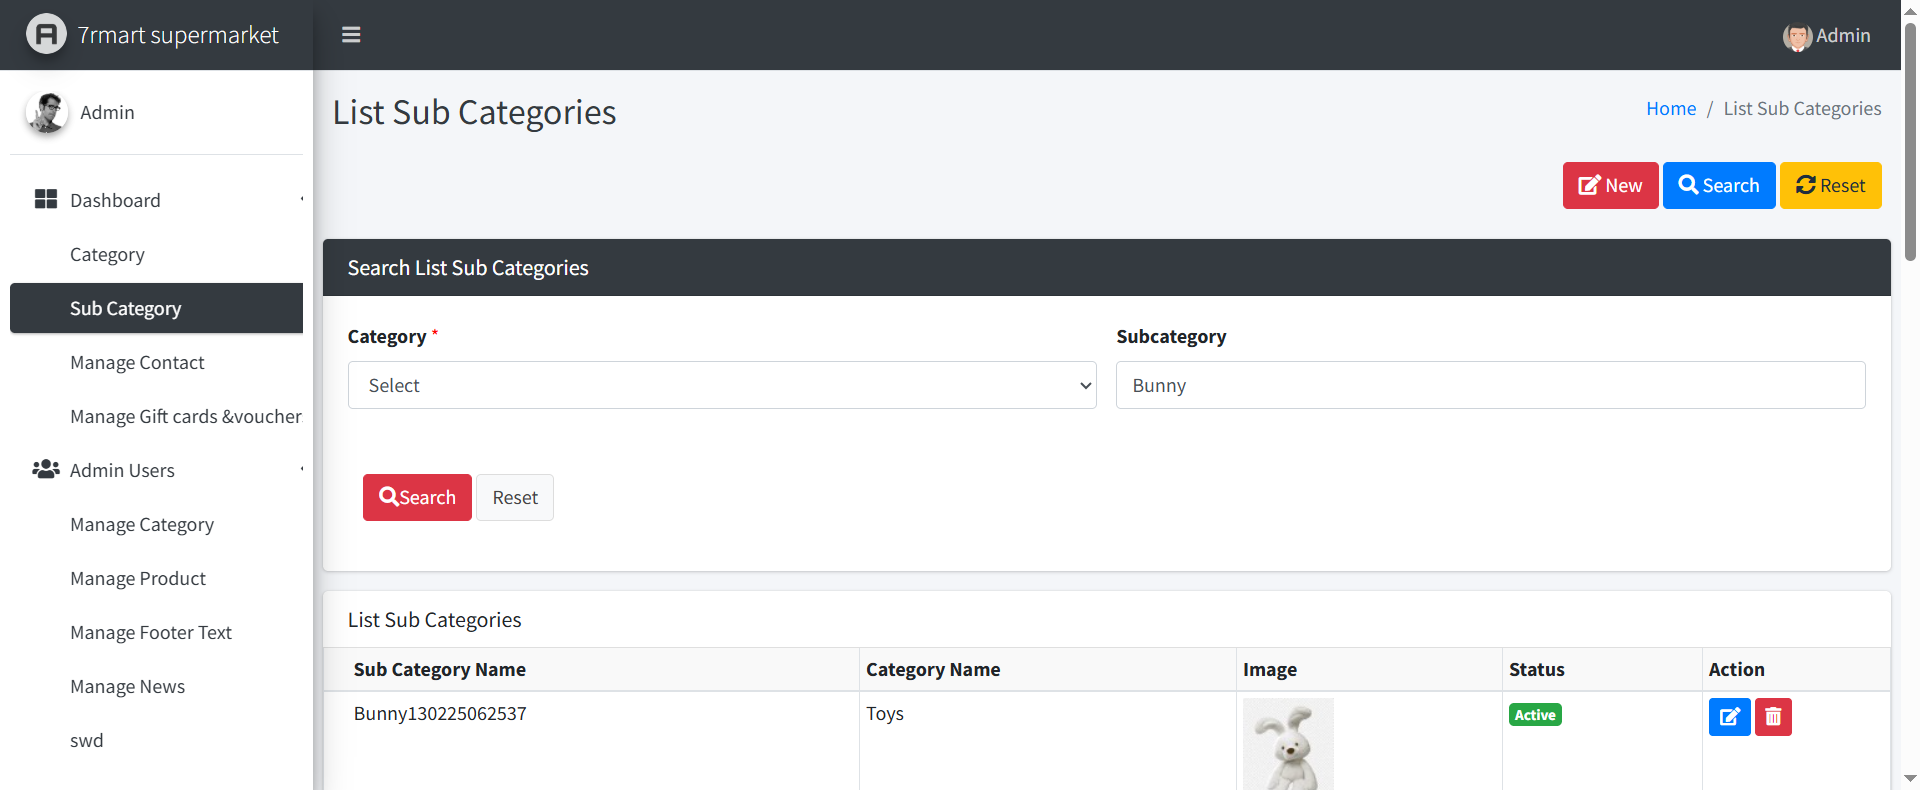 7rmart supermarket
Admin
Admin
List Sub Categories
Home / List Sub Categories
New Search Reset
Dashboard
Category
Sub Category
Manage Contact
Manage Gift cards &voucher
Admin Users
Manage Category
Manage Product
Manage Footer Text
Manage News
swd
Search List Sub Categories
Category * Subcategory
Select Bunny
Search Reset
List Sub Categories
Sub Category Name Category Name Image Status Action
Bunny130225062537 Toys Active